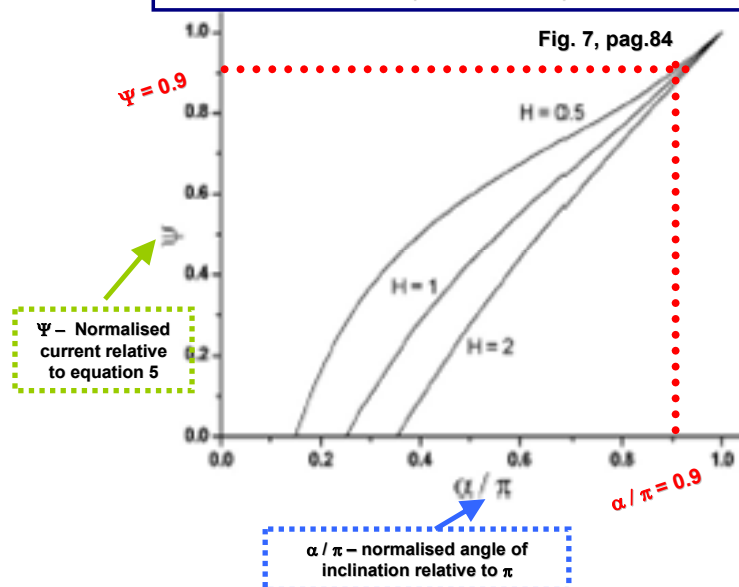 Fig. 7, pag.84
1.0
Ψ = 0.9
0.8
H = 0.5
0.6
Ψ
0.4
H = 1
Ψ – Normalised
current relative
to equation 5
0.2
H = 2
0.0
0.0 0.2 0.4 0.6 0.8 1.0
α / π
α / π = 0.9
α / π – normalised angle of
inclination relative to π